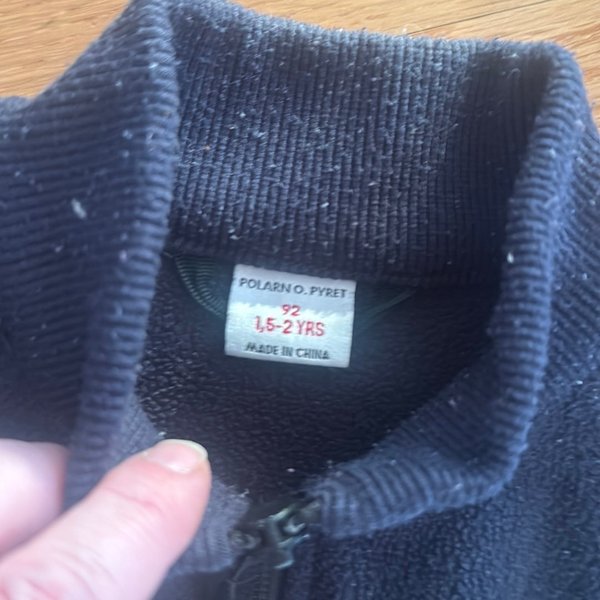 POLARN O. PYRET
92
1,5-2 YRS
MADE IN CHINA